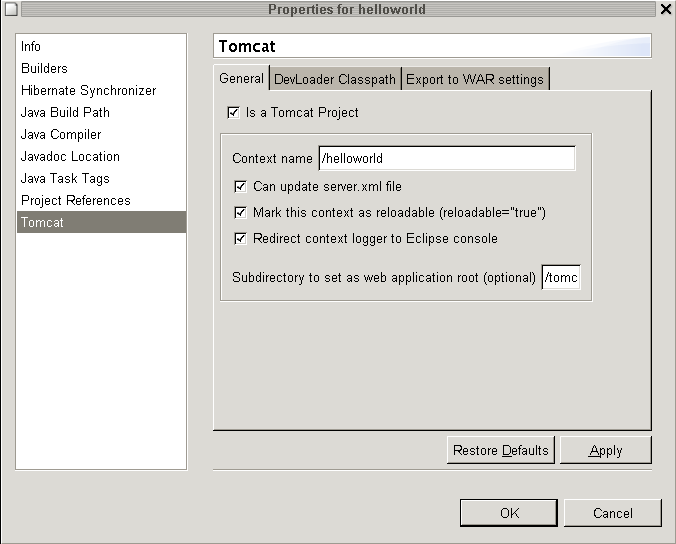 Properties for helloworld
Info
Builders
Hibernate Synchronizer
Java Build Path
Java Compiler
Javadoc Location
Java Task Tags
Project References
Tomcat
Tomcat
General DevLoader Classpath Export to WAR settings
Is a Tomcat Project
Context name /helloworld
Can update server.xml file
Mark this context as reloadable (reloadable="true")
Redirect context logger to Eclipse console
Subdirectory to set as web application root (optional) /tomc
Restore Defaults Apply
OK Cancel